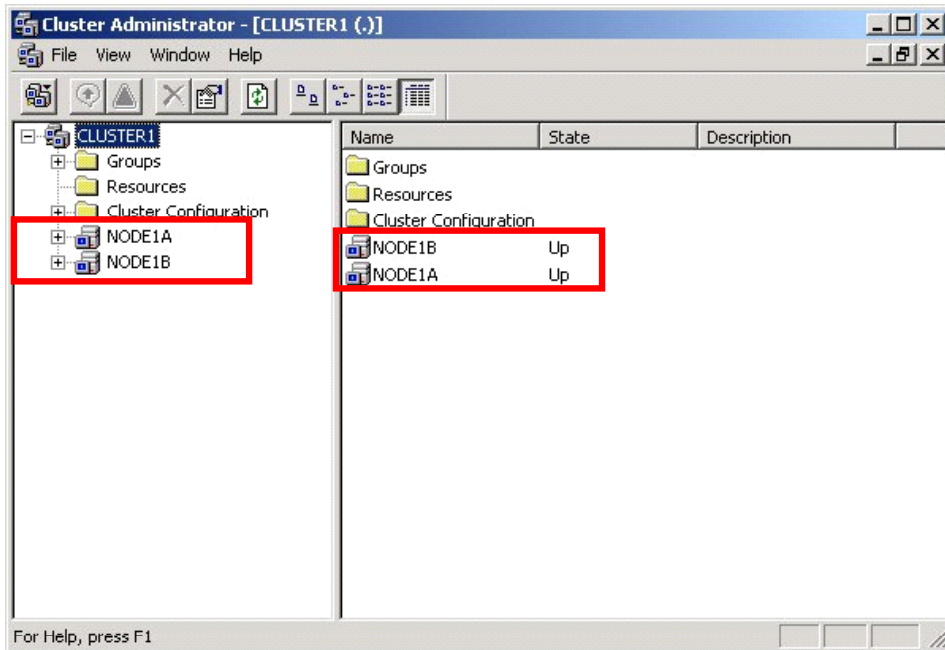 Cluster Administrator - [CLUSTER1 (.)]
File View Window Help
CLUSTER1
Groups
Resources
Cluster Configuration
NODE1A
NODE1B
Name State Description
Groups
Resources
Cluster Configuration
NODE1B Up
NODE1A Up
For Help, press F1